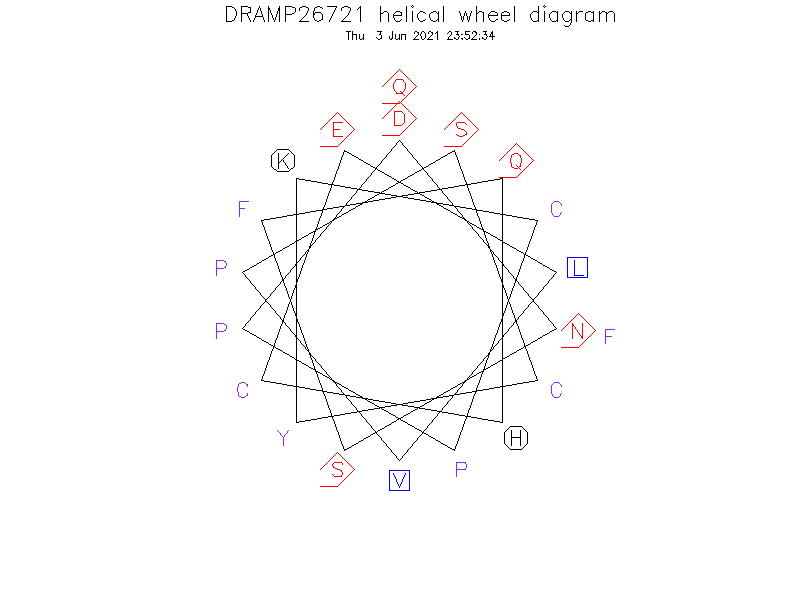 DRAMP26721 helical wheel diagram
Thu 3 Jun 2021 23:52:34
Q
E D S
K Q
F C
P L
P N F
C C
Y H
S V P